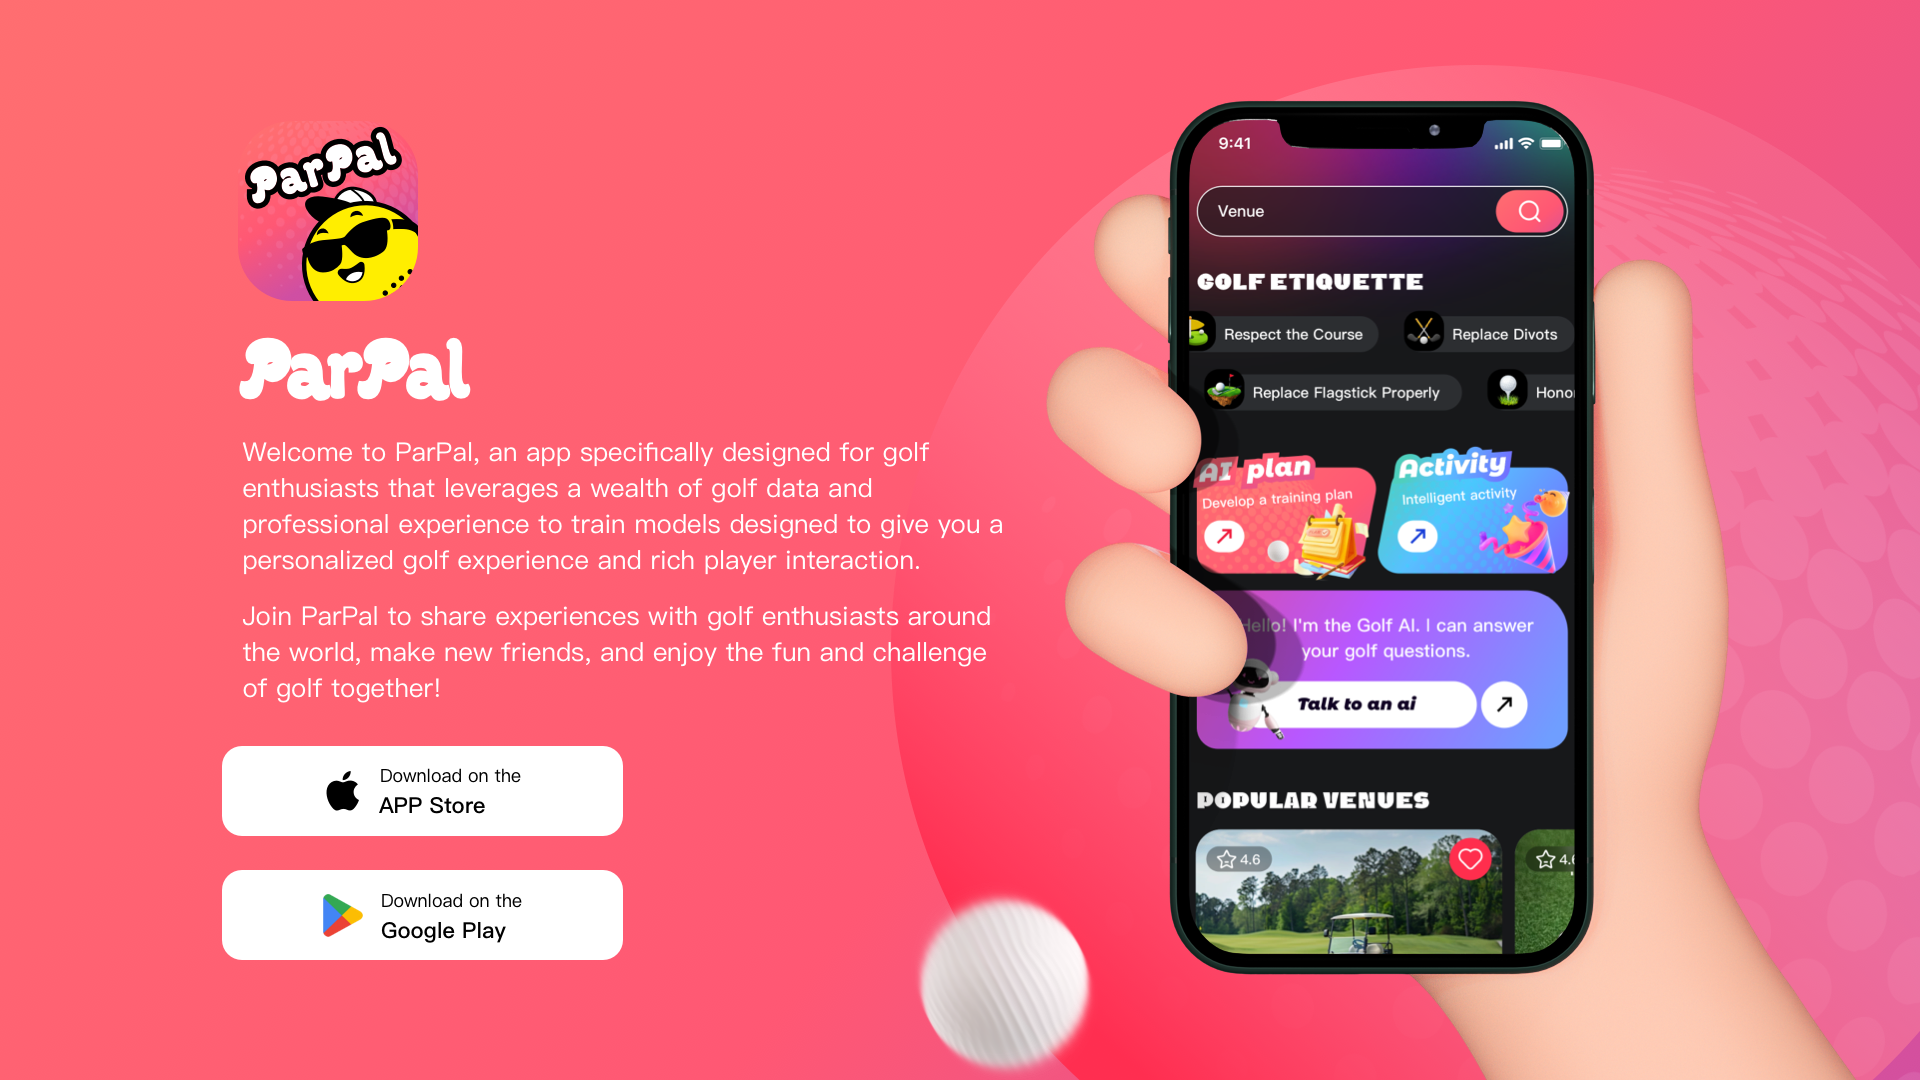 ParPal
ParPal
Welcome to ParPal, an app specifically designed for golf
enthusiasts that leverages a wealth of golf data and
professional experience to train models designed to give you a
personalized golf experience and rich player interaction.
Join ParPal to share experiences with golf enthusiasts around
the world, make new friends, and enjoy the fun and challenge
of golf together!
Download on the
APP Store
Download on the
Google Play
9:41
Venue
GOLF ETIQUETTE
Respect the Course
Replace Divots
Replace Flagstick Properly
Honor
AI plan
Develop a training plan
Activity
Intelligent activity
Hello! I'm the Golf AI. I can answer
your golf questions.
Talk to an ai
POPULAR VENUES
4.6
4.6